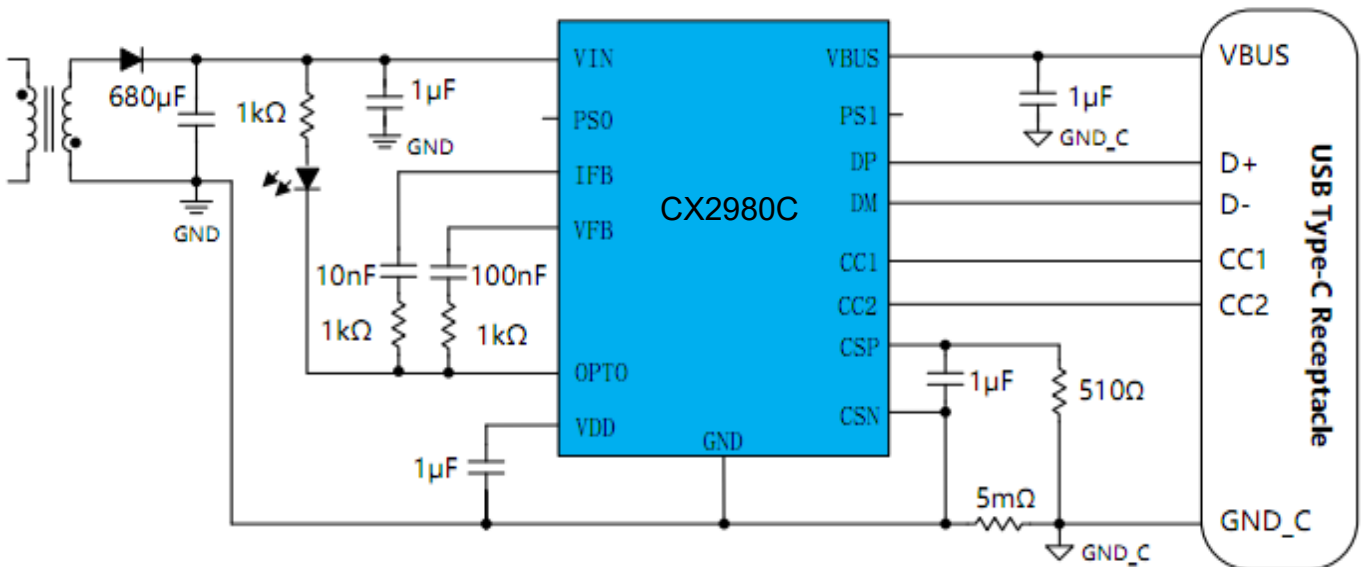 VIN
VBUS
VBUS
680μF
1kΩ
1μF
1μF
PS0
PS1
GND
GND_C
IFB
DP
D+
CX2980C
DM
D-
GND
VFB
CC1
CC1
10nF
100nF
CC2
CC2
1kΩ
1kΩ
CSP
OPTO
1μF
510Ω
CSN
VDD
GND
1μF
5mΩ
GND_C
GND_C
USB Type-C Receptacle